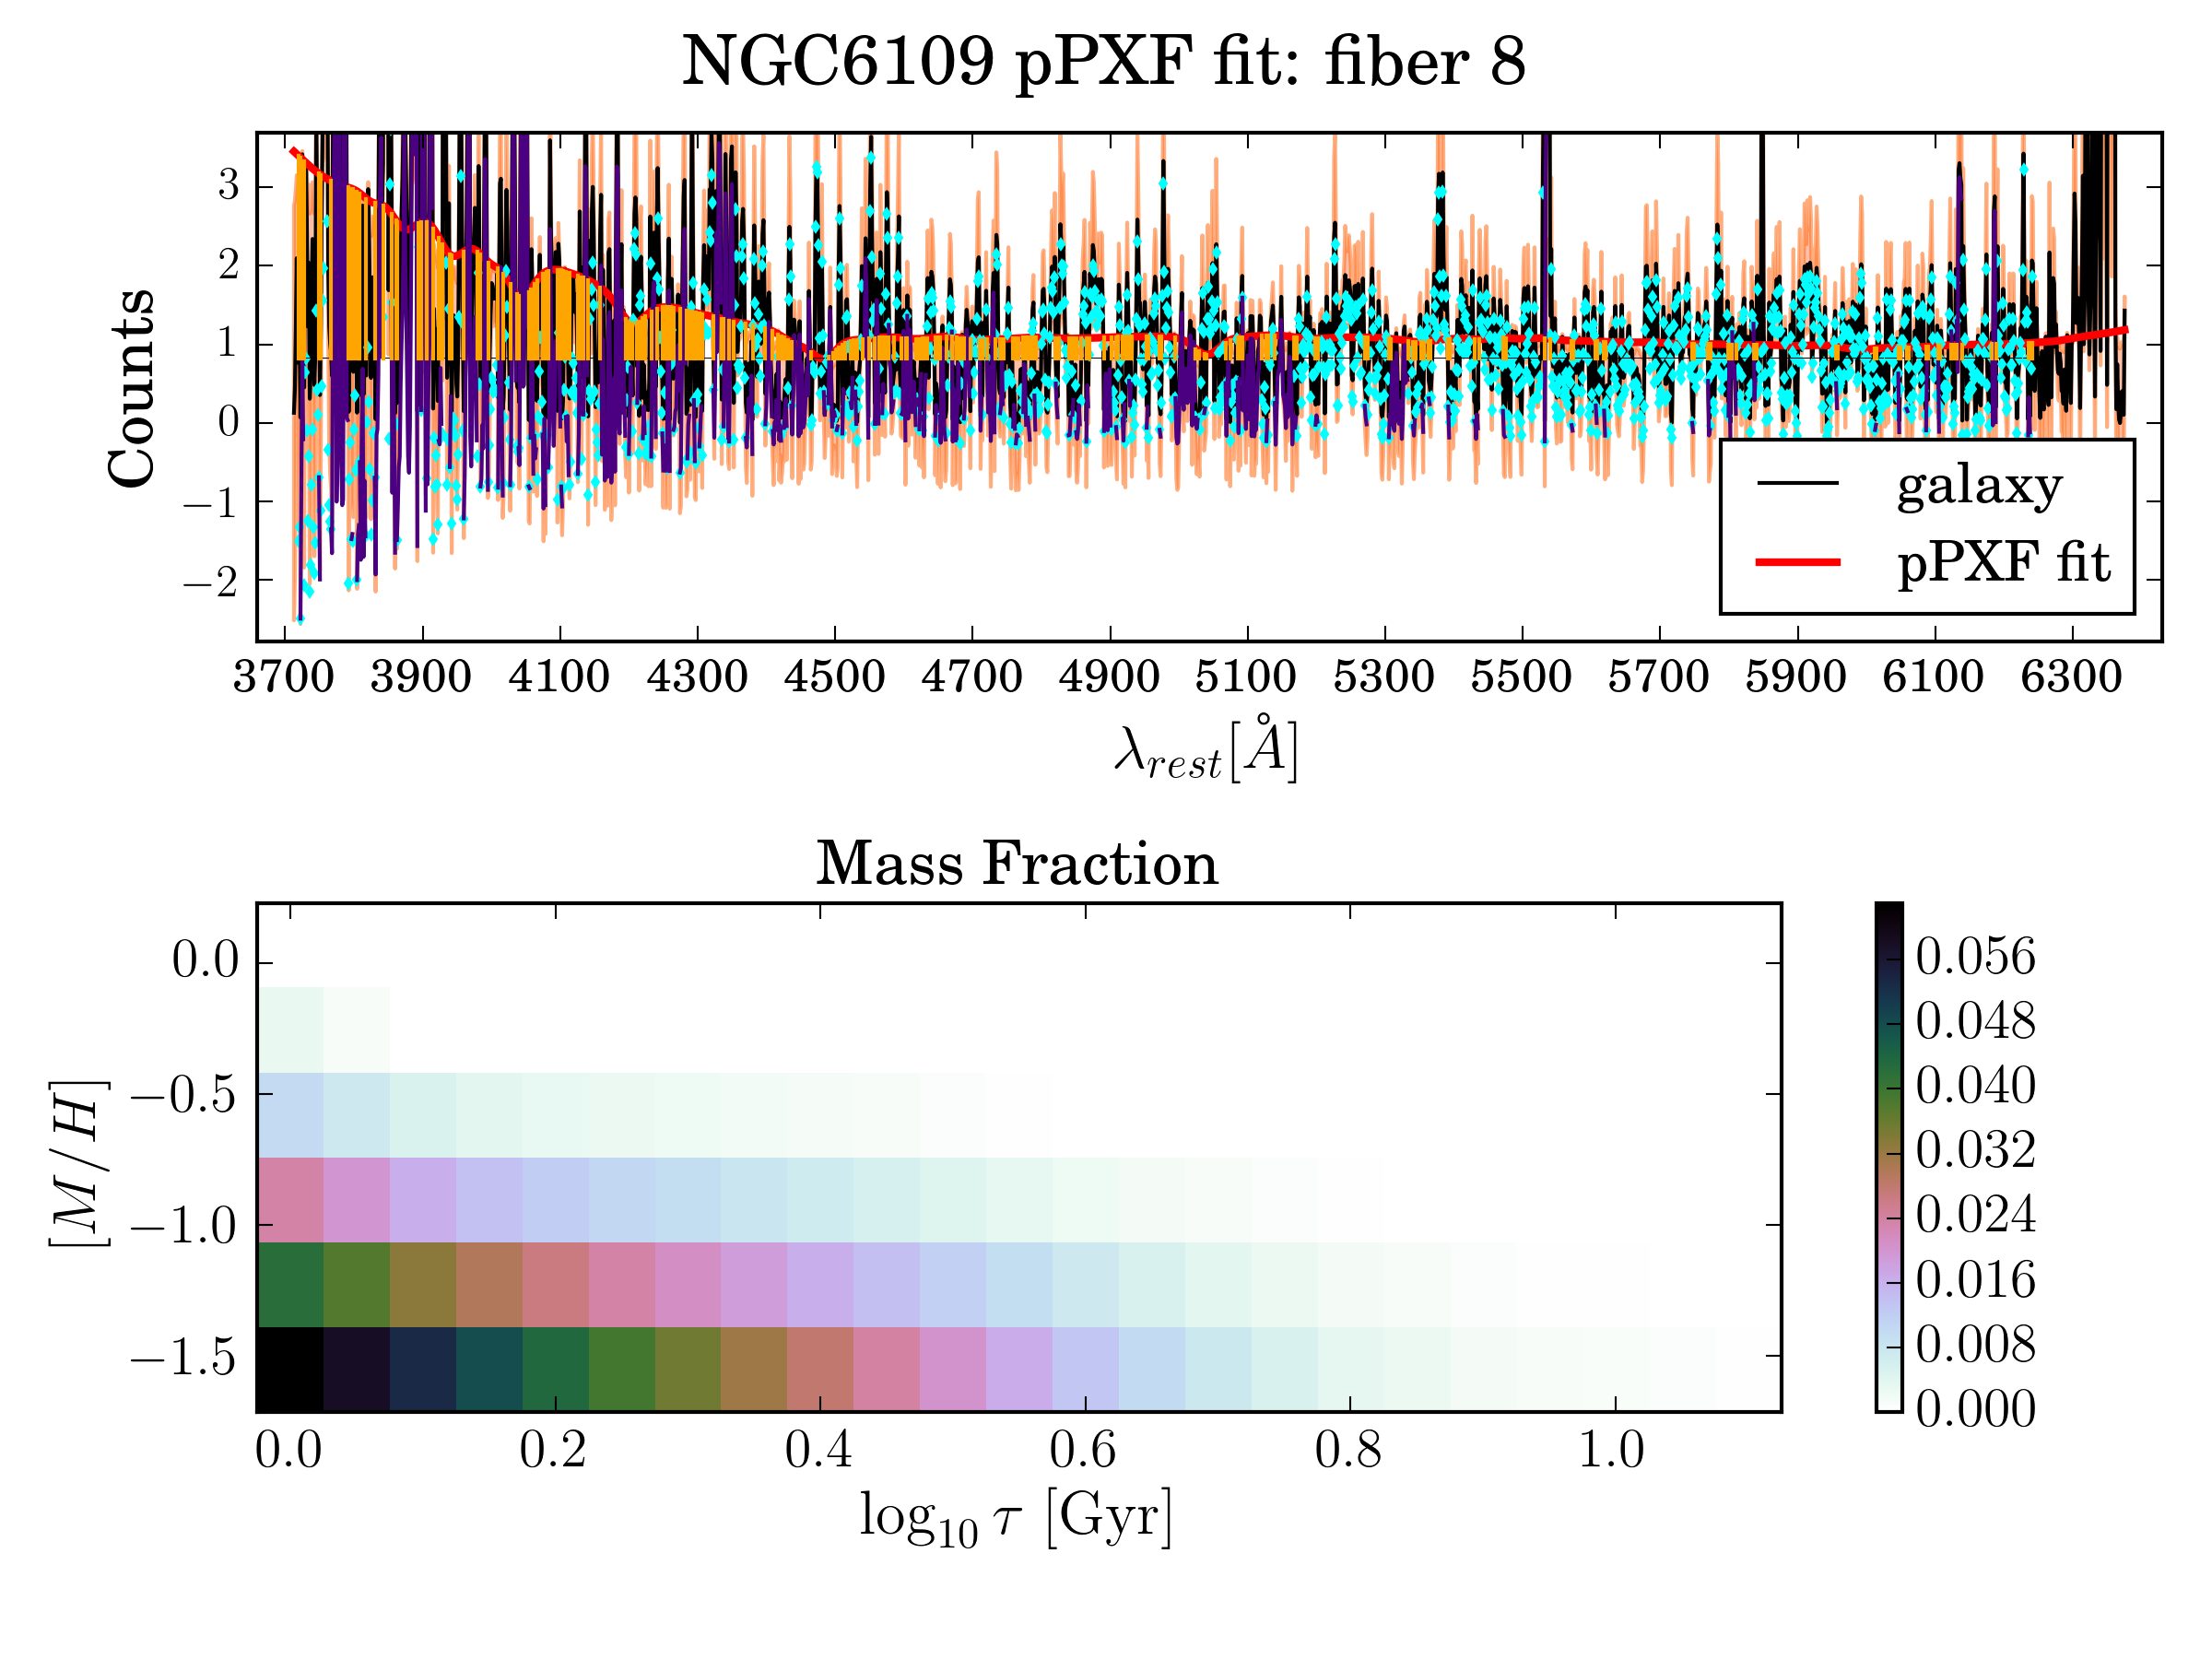 NGC6109 pPXF fit: fiber 8
Counts
3
2
1
0
−1
−2
galaxy
pPXF fit
3700 3900 4100 4300 4500 4700 4900 5100 5300 5500 5700 5900 6100 6300
λrest[Å]
Mass Fraction
[M/H]
0.0
−0.5
−1.0
−1.5
0.0 0.2 0.4 0.6 0.8 1.0
log10 τ [Gyr]
0.056
0.048
0.040
0.032
0.024
0.016
0.008
0.000